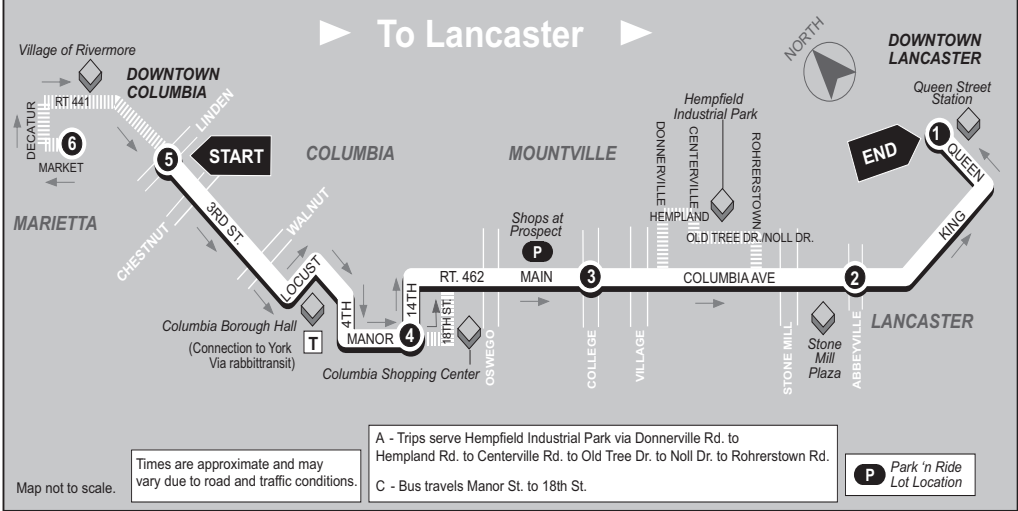 To Lancaster
NORTH
DOWNTOWN
LANCASTER
Queen Street
Station
Village of Rivermore
DOWNTOWN
COLUMBIA
RT 441
DECATUR
6
MARKET
MARIETTA
LINDEN
5
START
CHESTNUT
3RD ST.
WALNUT
COLUMBIA
LOCUST
Columbia Borough Hall
(Connection to York
Via rabbittransit)
T
4TH
MANOR
4
14TH
18TH ST.
Columbia Shopping Center
RT. 462
OSWEGO
MOUNTVILLE
Shops at
Prospect
P
MAIN
3
COLLEGE
VILLAGE
Hempfield
Industrial Park
DONNERVILLE
CENTERVILLE
ROHRERSTOWN
HEMPLAND
OLD TREE DR./NOLL DR.
COLUMBIA AVE
STONE MILL
Stone
Mill
Plaza
2
ABBEYVILLE
LANCASTER
KING
QUEEN
1
END
Map not to scale.
Times are approximate and may
vary due to road and traffic conditions.
A - Trips serve Hempfield Industrial Park via Donnerville Rd. to
Hempland Rd. to Centerville Rd. to Old Tree Dr. to Noll Dr. to Rohrerstown Rd.
C - Bus travels Manor St. to 18th St.
P
Park 'n Ride
Lot Location